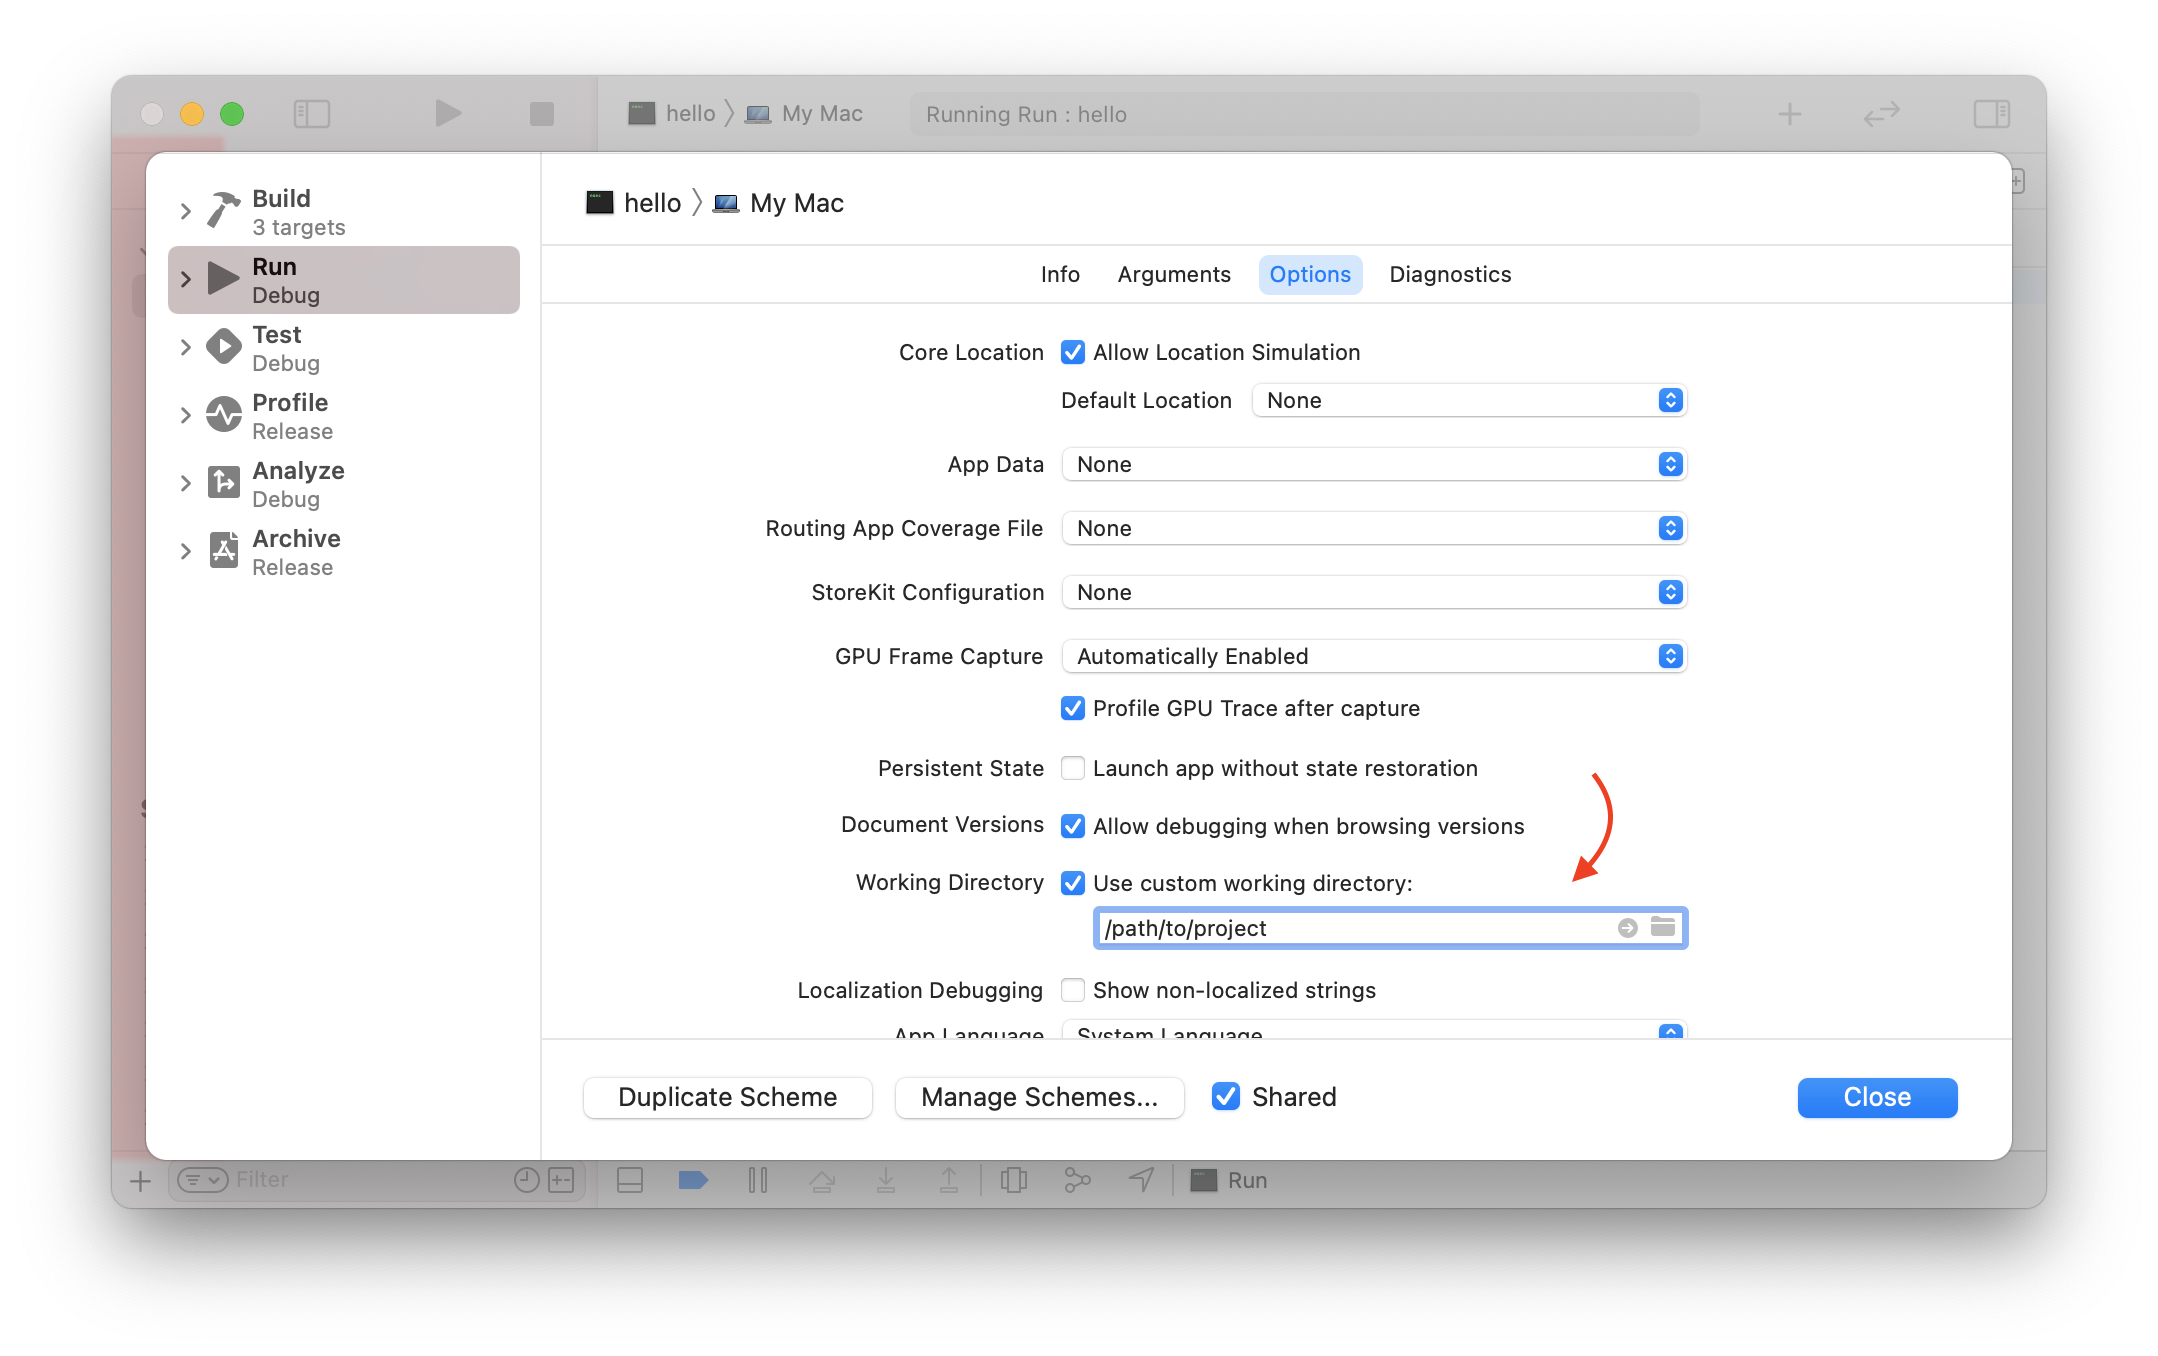 hello
My Mac
Running Run : hello
Build
3 targets
Run
Debug
Test
Debug
Profile
Release
Analyze
Debug
Archive
Release
hello
My Mac
Info
Arguments
Options
Diagnostics
Core Location
Allow Location Simulation
Default Location
None
App Data
None
Routing App Coverage File
None
StoreKit Configuration
None
GPU Frame Capture
Automatically Enabled
Profile GPU Trace after capture
Persistent State
Launch app without state restoration
Document Versions
Allow debugging when browsing versions
Working Directory
Use custom working directory:
/path/to/project
Localization Debugging
Show non-localized strings
App Language
System Language
Duplicate Scheme
Manage Schemes...
Shared
Close
Filter
Run